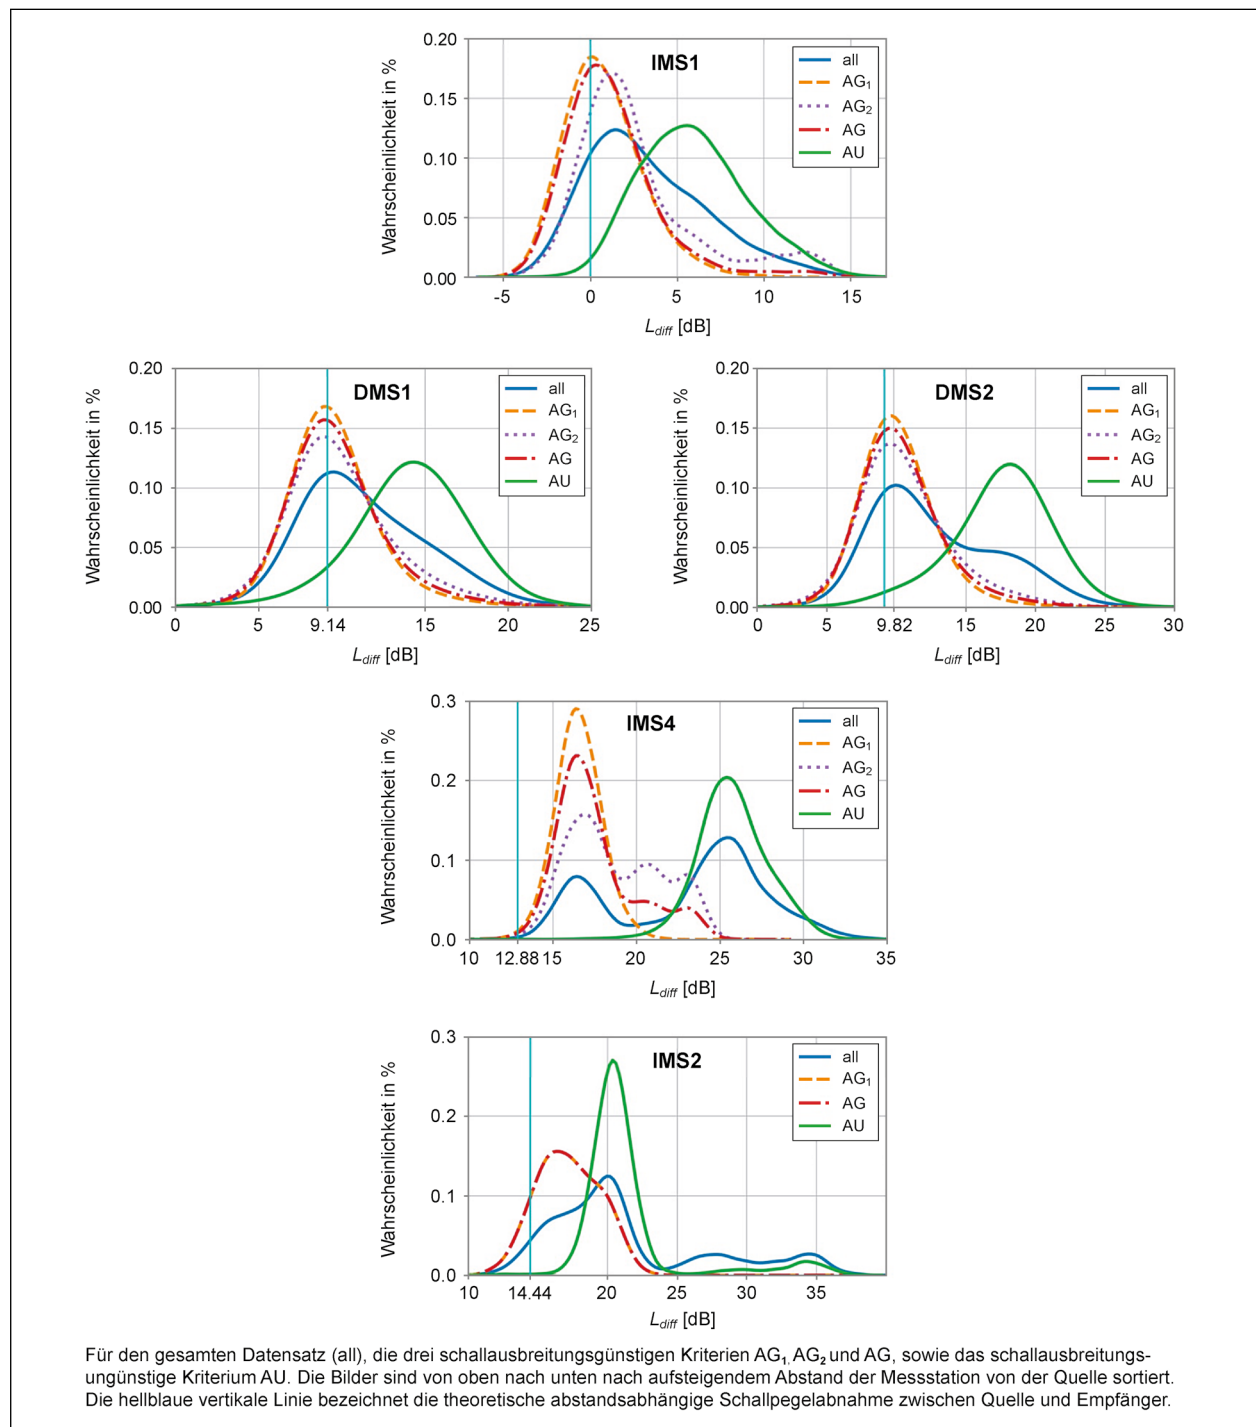 IMS1
Wahrscheinlichkeit in %
0.20
0.15
0.10
0.05
0.00
-5 0 5 10 15
L_diff [dB]
all
AG₁
AG₂
AG
AU
DMS1
Wahrscheinlichkeit in %
0.20
0.15
0.10
0.05
0.00
0 5 9.14 15 20 25
L_diff [dB]
all
AG₁
AG₂
AG
AU
DMS2
Wahrscheinlichkeit in %
0.20
0.15
0.10
0.05
0.00
0 5 9.82 15 20 25 30
L_diff [dB]
all
AG₁
AG₂
AG
AU
IMS4
Wahrscheinlichkeit in %
0.3
0.2
0.1
0.0
10 12.88 15 20 25 30 35
L_diff [dB]
all
AG₁
AG₂
AG
AU
IMS2
Wahrscheinlichkeit in %
0.3
0.2
0.1
0.0
10 14.44 20 25 30 35
L_diff [dB]
all
AG₁
AG
AU
Für den gesamten Datensatz (all), die drei schallausbreitungsgünstigen Kriterien AG₁, AG₂ und AG, sowie das schallausbreitungs-
ungünstige Kriterium AU. Die Bilder sind von oben nach unten nach aufsteigendem Abstand der Messstation von der Quelle sortiert.
Die hellblaue vertikale Linie bezeichnet die theoretische abstandsabhängige Schallpegelabnahme zwischen Quelle und Empfänger.